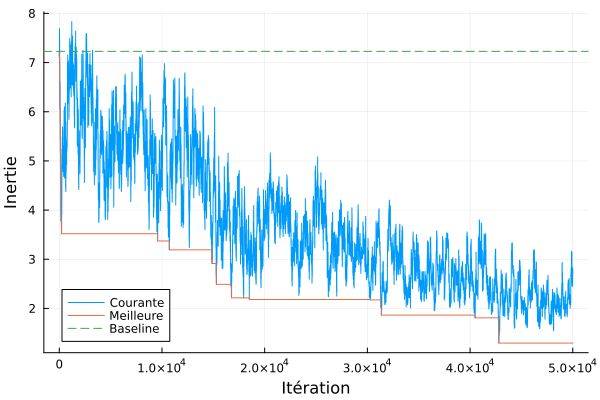 8
7
6
5
4
3
2
Inertie
Courante
Meilleure
Baseline
0
1.0×10⁴
2.0×10⁴
3.0×10⁴
4.0×10⁴
5.0×10⁴
Itération